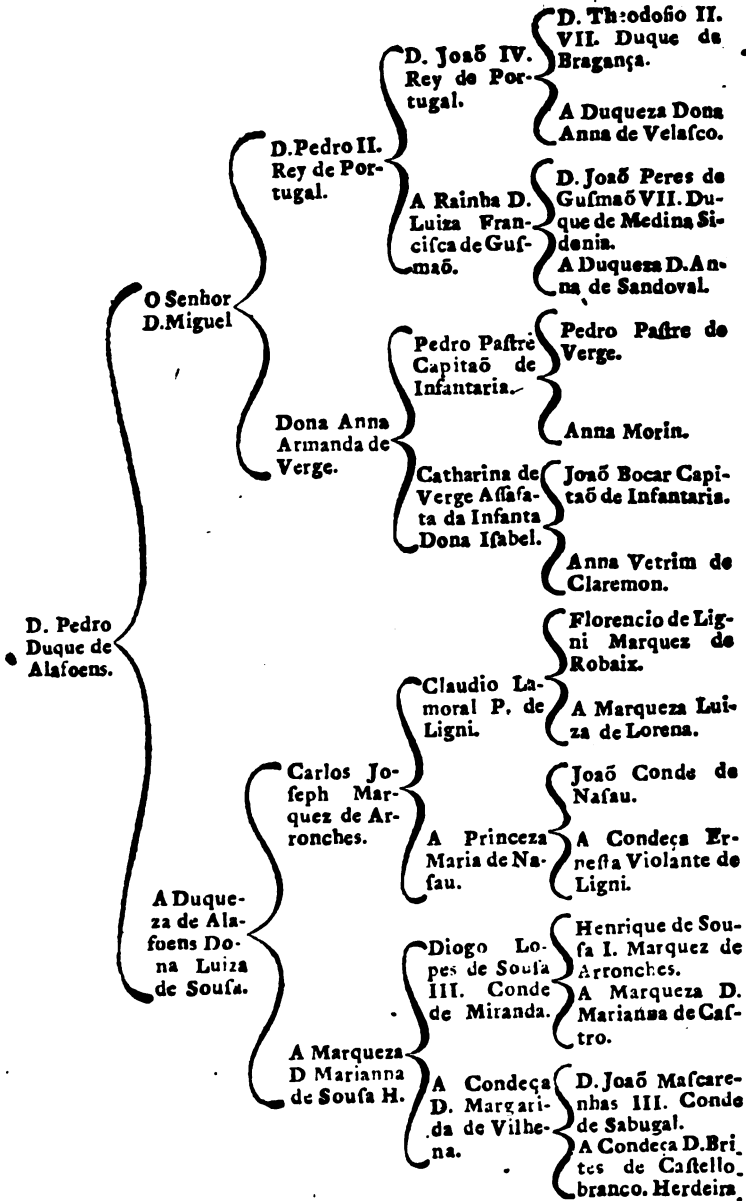 D. Pedro
Duque de
Alafoens.
O Senhor
D. Miguel
D. Pedro II.
Rey de Por-
tugal.
D. Joaõ IV.
Rey de Por-
tugal.
D. Theodosio II.
VII. Duque de
Bragança.
A Duqueza Dona
Anna de Velaſco.
A Rainha D.
Luiza Fran-
ciſca de Guſ-
maõ.
D. Joaõ Peres de
Guſmaõ VII. Du-
que de Medina Si-
donia.
A Duqueza D. An-
na de Sandoval.
Dona Anna
Armanda de
Verge.
Pedro Paſtrè
Capitaõ de
Infantaria.
Pedro Paſtre de
Verge.
Anna Morin.
Catharina de
Verge Aſſafa-
ta da Infanta
Dona Iſabel.
Joaõ Bocar Capi-
taõ de Infantaria.
Anna Vetrim de
Claremon.
A Duque-
za de Ala-
foens Do-
na Luiza
de Souſa.
Carlos Jo-
ſeph Mar-
quez de Ar-
ronches.
Claudio La-
moral P. de
Ligni.
Florencio de Lig-
ni Marquez de
Robaix.
A Marqueza Lui-
za de Lorena.
A Princeza
Maria de Na-
ſau.
Joaõ Conde de
Naſau.
A Condeça Er-
neſta Violante de
Ligni.
A Marqueza
D Marianna
de Souſa H.
Diogo Lo-
pes de Souſa
III. Conde
de Miranda.
Henrique de Sou-
ſa I. Marquez de
Arronches.
A Marqueza D.
Marianna de Caſ-
tro.
A Condeça
D. Margari-
da de Vilhe-
na.
D. Joaõ Maſcare-
nhas III. Conde
de Sabugal.
A Condeça D. Bri-
tes de Caſtello
branco. Herdeira